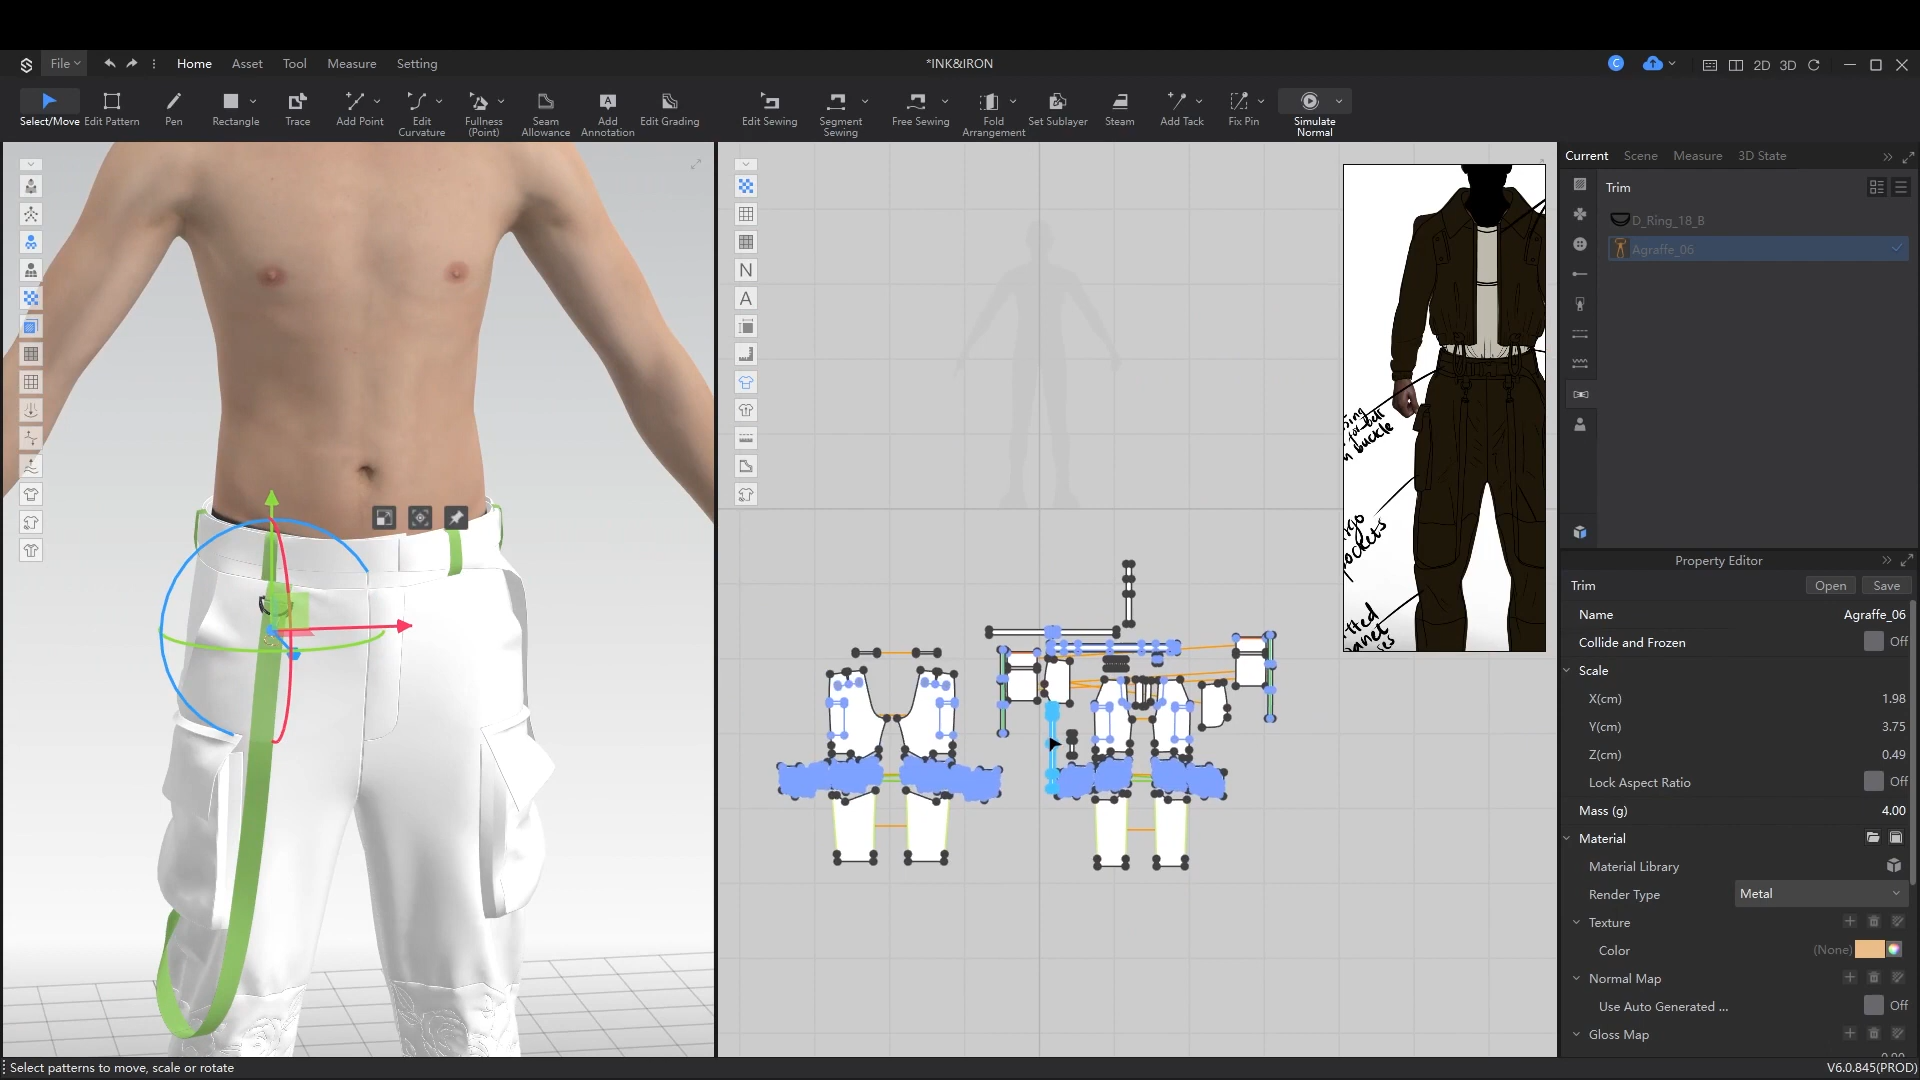 File
Home
Asset
Tool
Measure
Setting
*INK&IRON
C
2D
3D
Select/Move
Edit Pattern
Pen
Rectangle
Trace
Add Point
Edit
Curvature
Fullness
(Point)
Seam
Allowance
Add
Annotation
Edit Grading
Edit Sewing
Segment
Sewing
Free Sewing
Fold
Arrangement
Set Sublayer
Steam
Add Tack
Fix Pin
Simulate
Normal
N
A
for belt
buckle
pockets
Current
Scene
Measure
3D State
Trim
D_Ring_18_B
Agraffe_06
Property Editor
Trim
Open
Save
Name
Agraffe_06
Collide and Frozen
Off
Scale
X(cm)
1.98
Y(cm)
3.75
Z(cm)
0.49
Lock Aspect Ratio
Off
Mass (g)
4.00
Material
Material Library
Render Type
Metal
Texture
Color
(None)
Normal Map
Use Auto Generated ...
Off
Gloss Map
Select patterns to move, scale or rotate
V6.0.845(PROD)